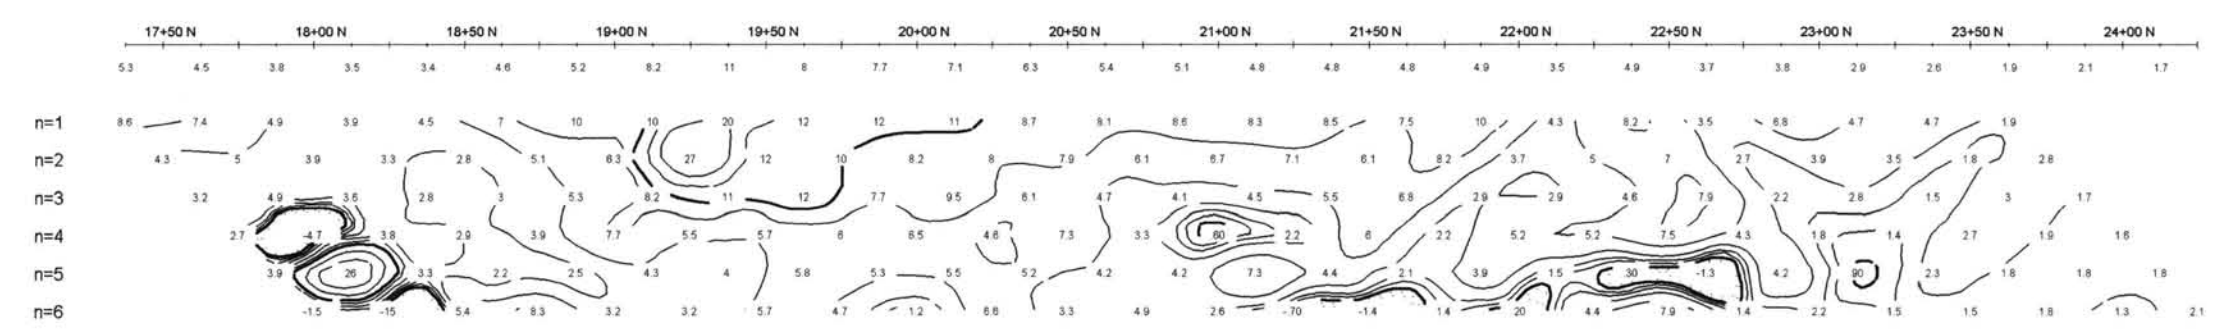 17+50 N 18+00 N 18+50 N 19+00 N 19+50 N 20+00 N 20+50 N 21+00 N 21+50 N 22+00 N 22+50 N 23+00 N 23+50 N 24+00 N
5.3 4.5 3.8 3.5 3.4 4.6 5.2 8.2 11 8 7.7 7.1 6.3 5.4 5.1 4.8 4.8 4.8 4.9 3.5 4.9 3.7 3.8 2.9 2.6 1.9 2.1 1.7
n=1 8.6 7.4 4.9 3.9 4.5 7 10 10 20 12 12 11 8.7 8.1 8.6 8.3 8.5 7.5 10 4.3 8.2 3.5 6.8 4.7 4.7 1.9
n=2 4.3 5 3.9 3.3 2.8 5.1 6.3 27 12 10 8.2 8 7.9 6.1 6.7 7.1 6.1 8.2 3.7 5 7 2.7 3.9 3.5 1.8 2.8
n=3 3.2 4.9 3.6 2.8 3 5.3 8.2 11 12 7.7 9.5 6.1 4.7 4.1 4.5 5.5 6.8 2.9 2.9 4.6 7.9 2.2 2.8 1.5 3 1.7
n=4 2.7 -4.7 3.8 2.9 3.9 7.7 5.5 5.7 6 6.5 4.6 7.3 3.3 60 2.2 6 2.2 5.2 5.2 7.5 4.3 1.8 1.4 2.7 1.9 1.6
n=5 3.9 26 3.3 2.2 2.5 4.3 4 5.8 5.3 5.5 5.2 4.2 4.2 7.3 4.4 2.1 3.9 1.5 30 -1.3 4.2 90 2.3 1.8 1.8 1.8
n=6 -1.5 -15 5.4 8.3 3.2 3.2 5.7 4.7 1.2 6.6 3.3 4.9 2.6 -.70 -1.4 1.4 20 4.4 7.9 1.4 2.2 1.5 1.5 1.8 1.3 2.1